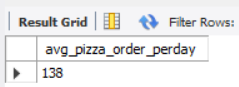 Result Grid Filter Rows:
avg_pizza_order_perday
138